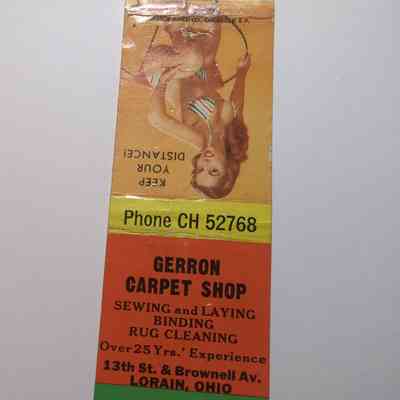 KEEP
YOUR
DISTANCE!
Phone CH 52768
GERRON
CARPET SHOP
SEWING and LAYING
BINDING
RUG CLEANING
Over 25 Yrs.' Experience
13th St. & Brownell Av.
LORAIN, OHIO